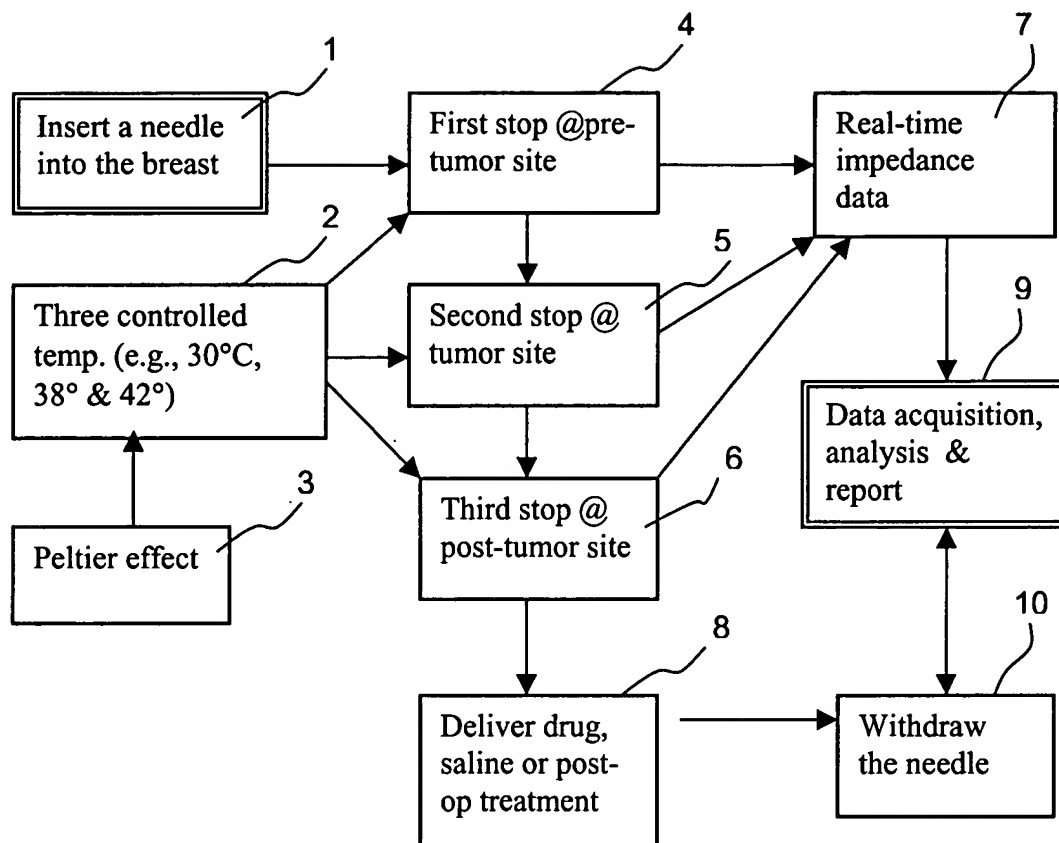 1
Insert a needle
into the breast
4
First stop @pre-
tumor site
7
Real-time
impedance
data
2
Three controlled
temp. (e.g., 30°C,
38° & 42°)
5
Second stop @
tumor site
9
Data acquisition,
analysis &
report
3
Peltier effect
6
Third stop @
post-tumor site
8
Deliver drug,
saline or post-
op treatment
10
Withdraw
the needle